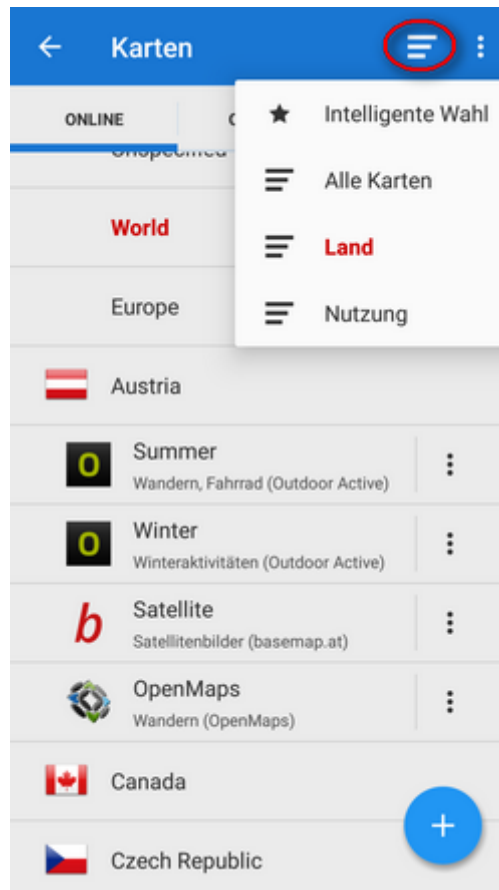 Karten
ONLINE
Intelligente Wahl
Alle Karten
World
Land
Europe
Nutzung
Austria
Summer
Wandern, Fahrrad (Outdoor Active)
Winter
Winteraktivitäten (Outdoor Active)
b
Satellite
Satellitenbilder (basemap.at)
OpenMaps
Wandern (OpenMaps)
Canada
Czech Republic